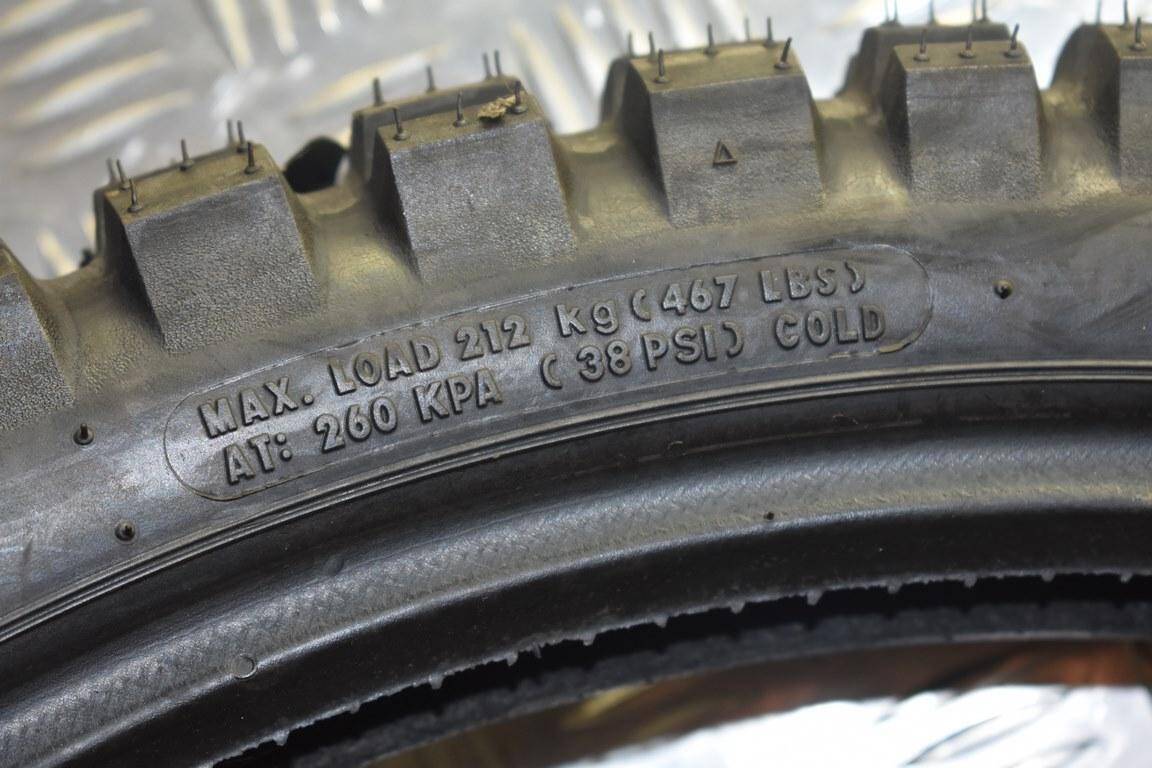 MAX. LOAD 212 kg (467 LBS)
AT: 260 KPA (38 PSI) COLD